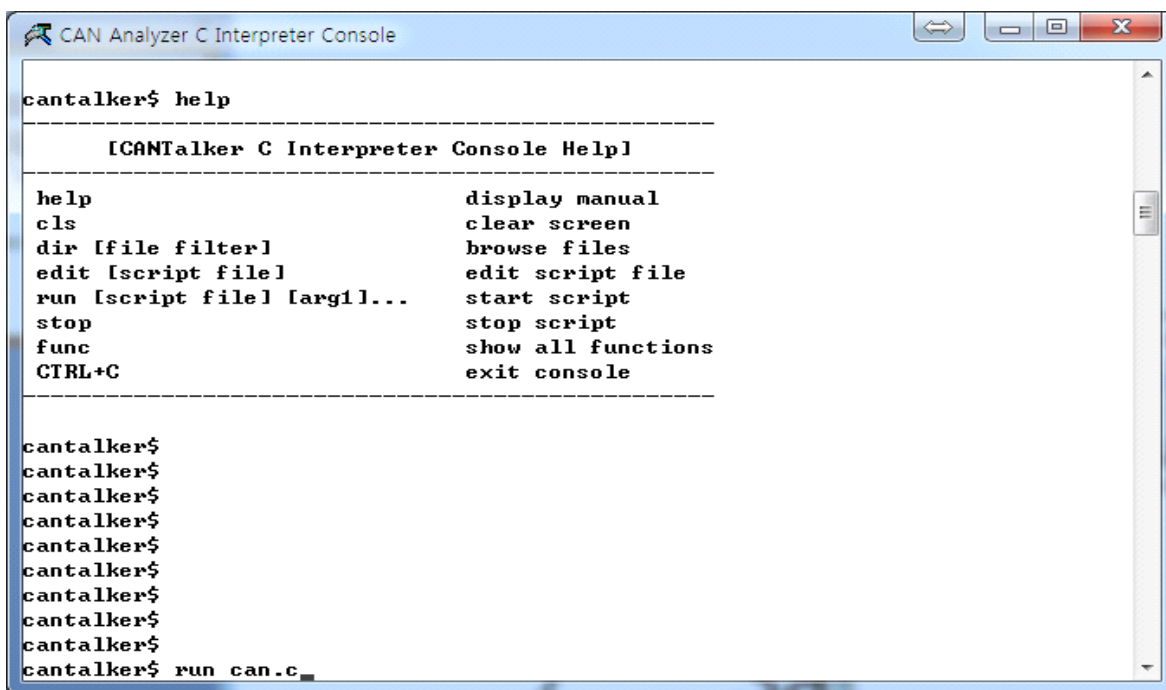 CAN Analyzer C Interpreter Console
cantalker$ help
---------------------------------------------------
[CANTalker C Interpreter Console Help]
---------------------------------------------------
help display manual
cls clear screen
dir [file filter] browse files
edit [script file] edit script file
run [script file] [arg1]... start script
stop stop script
func show all functions
CTRL+C exit console
---------------------------------------------------
cantalker$
cantalker$
cantalker$
cantalker$
cantalker$
cantalker$
cantalker$
cantalker$
cantalker$
cantalker$ run can.c_